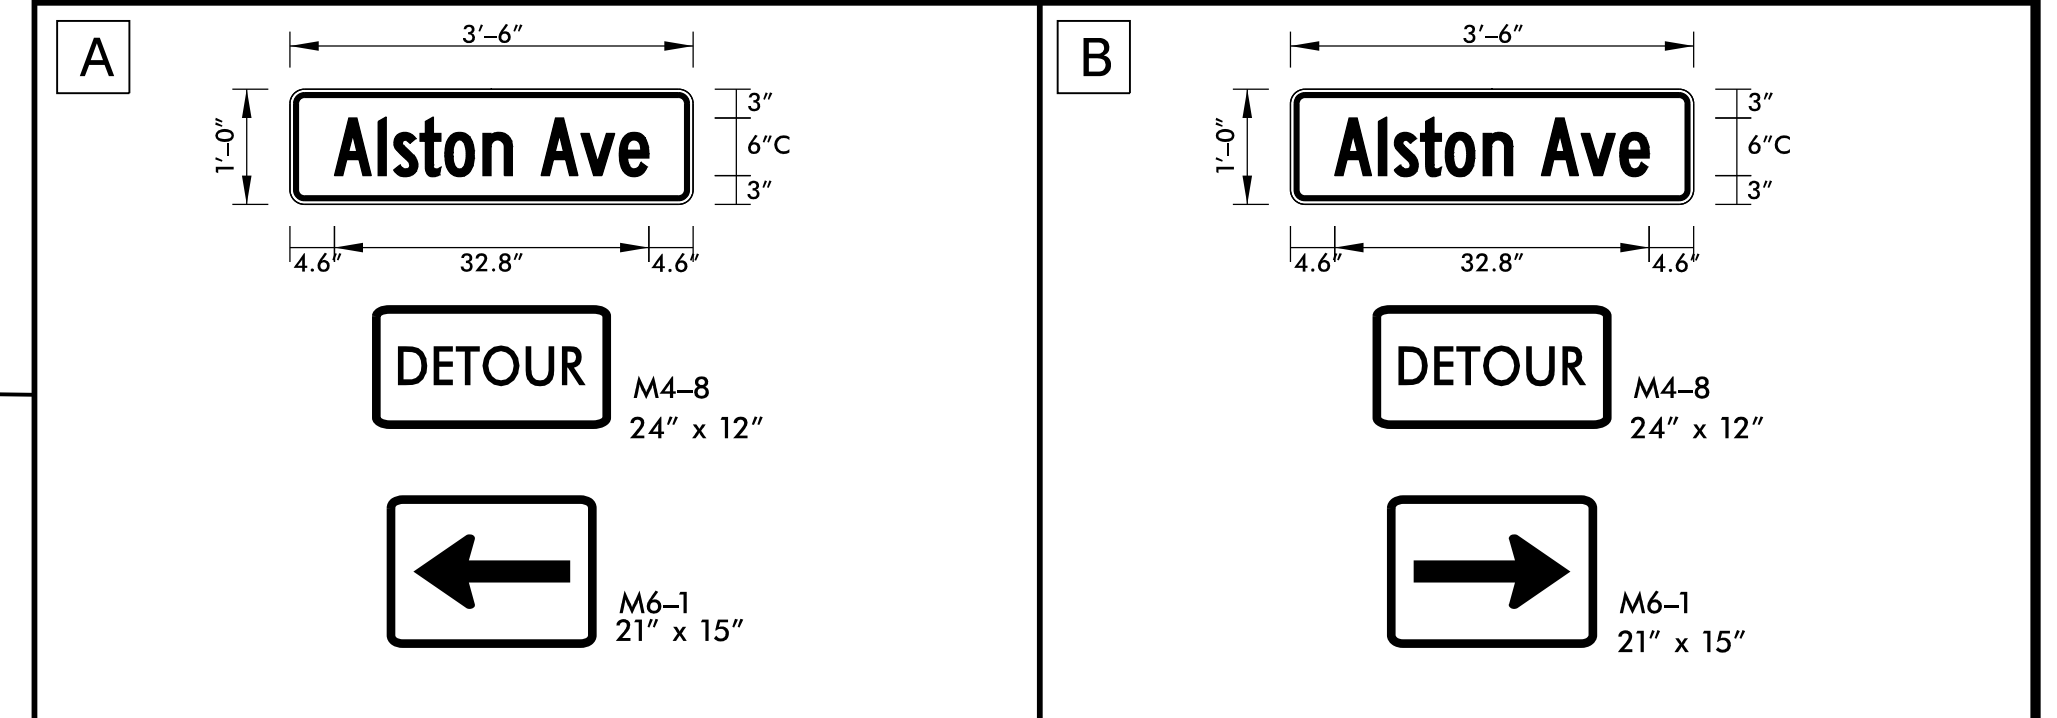 A
3'–6"
1'–0"
Alston Ave
3"
6"C
3"
4.6"
32.8"
4.6"
DETOUR
M4–8
24" x 12"
M6–1
21" x 15"
B
3'–6"
1'–0"
Alston Ave
3"
6"C
3"
4.6"
32.8"
4.6"
DETOUR
M4–8
24" x 12"
M6–1
21" x 15"